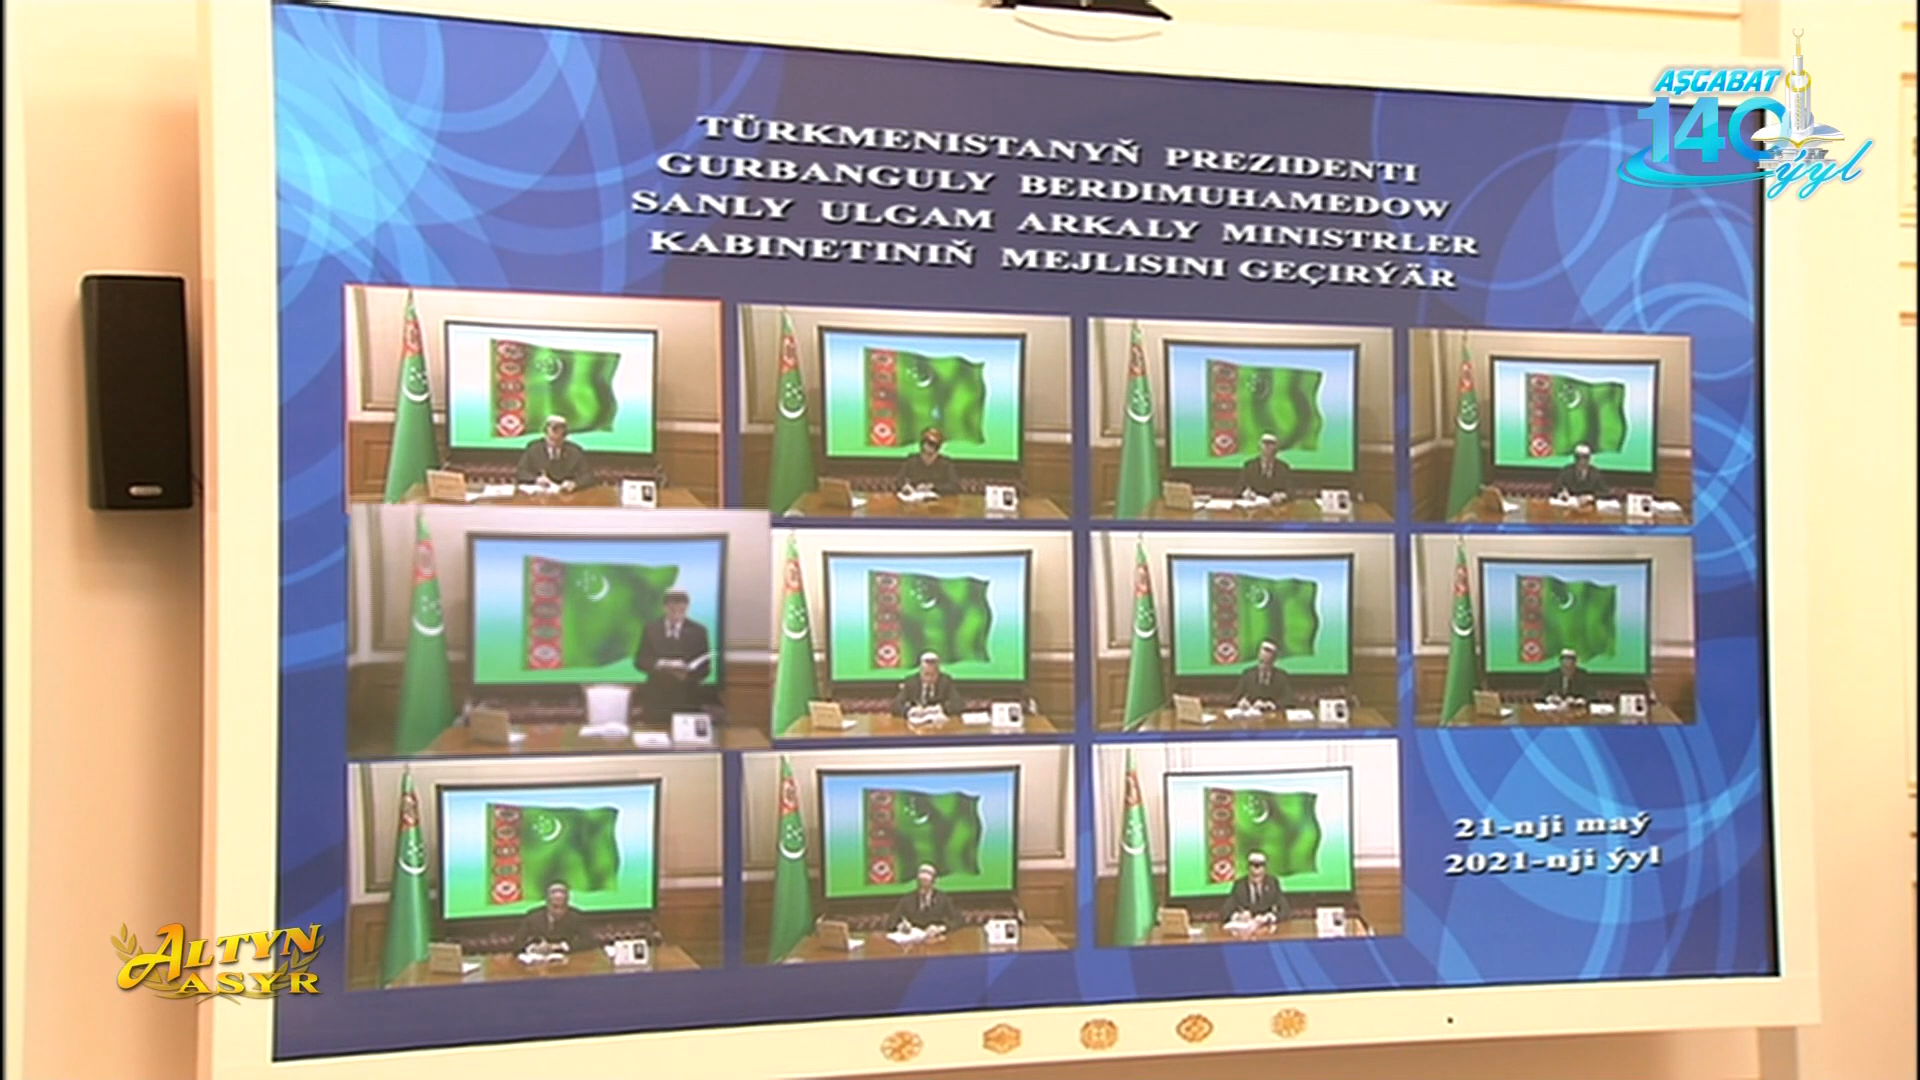 AŞGABAT
140
ýyl
TÜRKMENISTANYŇ PREZIDENTI
GURBANGULY BERDIMUHAMEDOW
SANLY ULGAM ARKALY MINISTRLER
KABINETINIŇ MEJLISINI GEÇIRÝÄR
21-nji maý
2021-nji ýyl
ALTYN
ASYR